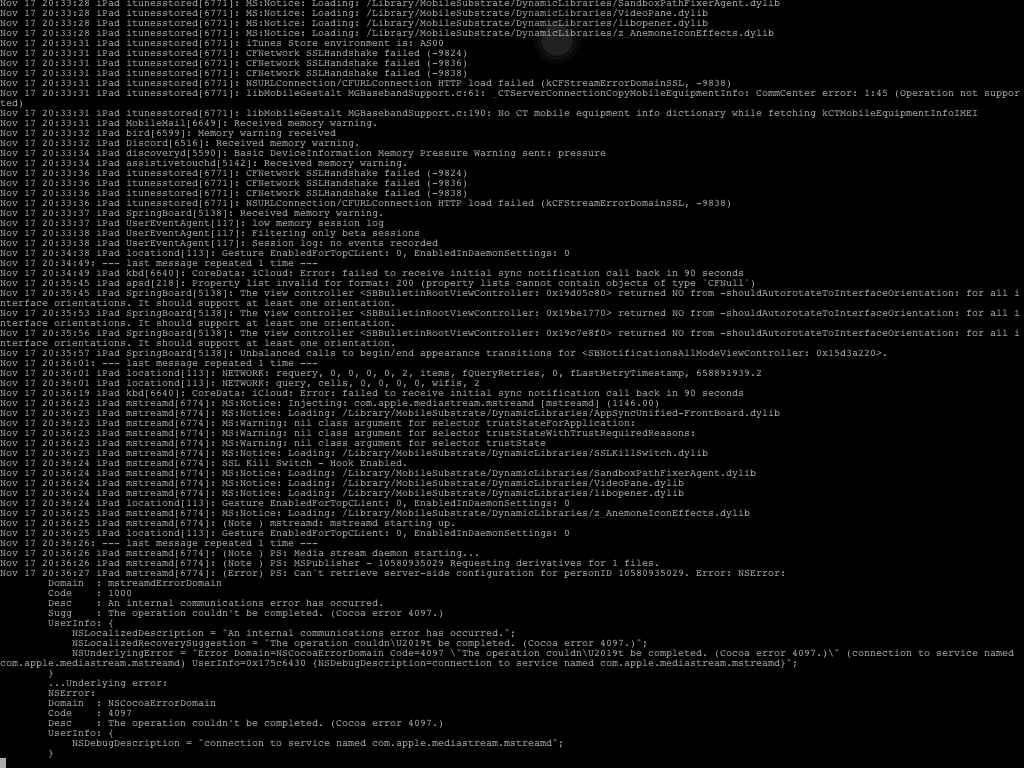 Nov 17 20:33:28 iPad itunesstored[6771]: MS:Notice: Loading: /Library/MobileSubstrate/DynamicLibraries/SandboxPathFixerAgent.dylib
Nov 17 20:33:28 iPad itunesstored[6771]: MS:Notice: Loading: /Library/MobileSubstrate/DynamicLibraries/VideoPane.dylib
Nov 17 20:33:28 iPad itunesstored[6771]: MS:Notice: Loading: /Library/MobileSubstrate/DynamicLibraries/libopener.dylib
Nov 17 20:33:28 iPad itunesstored[6771]: MS:Notice: Loading: /Library/MobileSubstrate/DynamicLibraries/z_AnemoneIconEffects.dylib
Nov 17 20:33:31 iPad itunesstored[6771]: iTunes Store environment is: AS00
Nov 17 20:33:31 iPad itunesstored[6771]: CFNetwork SSLHandshake failed (-9824)
Nov 17 20:33:31 iPad itunesstored[6771]: CFNetwork SSLHandshake failed (-9836)
Nov 17 20:33:31 iPad itunesstored[6771]: CFNetwork SSLHandshake failed (-9838)
Nov 17 20:33:31 iPad itunesstored[6771]: NSURLConnection/CFURLConnection HTTP load failed (kCFStreamErrorDomainSSL, -9838)
Nov 17 20:33:31 iPad itunesstored[6771]: libMobileGestalt MGBasebandSupport.c:61: _CTServerConnectionCopyMobileEquipmentInfo: CommCenter error: 1:45 (Operation not suppor
ted)
Nov 17 20:33:31 iPad itunesstored[6771]: libMobileGestalt MGBasebandSupport.c:190: No CT mobile equipment info dictionary while fetching kCTMobileEquipmentInfoIMEI
Nov 17 20:33:31 iPad MobileMail[6649]: Received memory warning.
Nov 17 20:33:32 iPad bird[6599]: Memory warning received
Nov 17 20:33:32 iPad Discord[6516]: Received memory warning.
Nov 17 20:33:34 iPad discoveryd[5590]: Basic DeviceInformation Memory Pressure Warning sent: pressure
Nov 17 20:33:34 iPad assistivetouchd[5142]: Received memory warning.
Nov 17 20:33:36 iPad itunesstored[6771]: CFNetwork SSLHandshake failed (-9824)
Nov 17 20:33:36 iPad itunesstored[6771]: CFNetwork SSLHandshake failed (-9836)
Nov 17 20:33:36 iPad itunesstored[6771]: CFNetwork SSLHandshake failed (-9838)
Nov 17 20:33:36 iPad itunesstored[6771]: NSURLConnection/CFURLConnection HTTP load failed (kCFStreamErrorDomainSSL, -9838)
Nov 17 20:33:37 iPad SpringBoard[5138]: Received memory warning.
Nov 17 20:33:37 iPad UserEventAgent[117]: low memory session log
Nov 17 20:33:38 iPad UserEventAgent[117]: Filtering only beta sessions
Nov 17 20:33:38 iPad UserEventAgent[117]: Session log: no events recorded
Nov 17 20:34:38 iPad locationd[113]: Gesture EnabledForTopCLient: 0, EnabledInDaemonSettings: 0
Nov 17 20:34:49: --- last message repeated 1 time ---
Nov 17 20:34:49 iPad kbd[6640]: CoreData: iCloud: Error: failed to receive initial sync notification call back in 90 seconds
Nov 17 20:35:45 iPad apsd[218]: Property list invalid for format: 200 (property lists cannot contain objects of type 'CFNull')
Nov 17 20:35:45 iPad SpringBoard[5138]: The view controller <SBBulletinRootViewController: 0x19d05c80> returned NO from -shouldAutorotateToInterfaceOrientation: for all i
nterface orientations. It should support at least one orientation.
Nov 17 20:35:53 iPad SpringBoard[5138]: The view controller <SBBulletinRootViewController: 0x19be1770> returned NO from -shouldAutorotateToInterfaceOrientation: for all i
nterface orientations. It should support at least one orientation.
Nov 17 20:35:56 iPad SpringBoard[5138]: The view controller <SBBulletinRootViewController: 0x19c7e8f0> returned NO from -shouldAutorotateToInterfaceOrientation: for all i
nterface orientations. It should support at least one orientation.
Nov 17 20:35:57 iPad SpringBoard[5138]: Unbalanced calls to begin/end appearance transitions for <SBNotificationsAllModeViewController: 0x15d3a220>.
Nov 17 20:36:01: --- last message repeated 1 time ---
Nov 17 20:36:01 iPad locationd[113]: NETWORK: requery, 0, 0, 0, 0, 2, items, fQueryRetries, 0, fLastRetryTimestamp, 658891939.2
Nov 17 20:36:01 iPad locationd[113]: NETWORK: query, cells, 0, 0, 0, 0, wifis, 2
Nov 17 20:36:19 iPad kbd[6640]: CoreData: iCloud: Error: failed to receive initial sync notification call back in 90 seconds
Nov 17 20:36:23 iPad mstreamd[6774]: MS:Notice: Injecting: com.apple.mediastream.mstreamd [mstreamd] (1146.00)
Nov 17 20:36:23 iPad mstreamd[6774]: MS:Notice: Loading: /Library/MobileSubstrate/DynamicLibraries/AppSyncUnified-FrontBoard.dylib
Nov 17 20:36:23 iPad mstreamd[6774]: MS:Warning: nil class argument for selector trustStateForApplication:
Nov 17 20:36:23 iPad mstreamd[6774]: MS:Warning: nil class argument for selector trustStateWithTrustRequiredReasons:
Nov 17 20:36:23 iPad mstreamd[6774]: MS:Warning: nil class argument for selector trustState
Nov 17 20:36:23 iPad mstreamd[6774]: MS:Notice: Loading: /Library/MobileSubstrate/DynamicLibraries/SSLKillSwitch.dylib
Nov 17 20:36:24 iPad mstreamd[6774]: SSL Kill Switch - Hook Enabled.
Nov 17 20:36:24 iPad mstreamd[6774]: MS:Notice: Loading: /Library/MobileSubstrate/DynamicLibraries/SandboxPathFixerAgent.dylib
Nov 17 20:36:24 iPad mstreamd[6774]: MS:Notice: Loading: /Library/MobileSubstrate/DynamicLibraries/VideoPane.dylib
Nov 17 20:36:24 iPad mstreamd[6774]: MS:Notice: Loading: /Library/MobileSubstrate/DynamicLibraries/libopener.dylib
Nov 17 20:36:24 iPad locationd[113]: Gesture EnabledForTopCLient: 0, EnabledInDaemonSettings: 0
Nov 17 20:36:25 iPad mstreamd[6774]: MS:Notice: Loading: /Library/MobileSubstrate/DynamicLibraries/z_AnemoneIconEffects.dylib
Nov 17 20:36:25 iPad mstreamd[6774]: (Note ) mstreamd: mstreamd starting up.
Nov 17 20:36:25 iPad locationd[113]: Gesture EnabledForTopCLient: 0, EnabledInDaemonSettings: 0
Nov 17 20:36:26: --- last message repeated 1 time ---
Nov 17 20:36:26 iPad mstreamd[6774]: (Note ) PS: Media stream daemon starting...
Nov 17 20:36:26 iPad mstreamd[6774]: (Note ) PS: MSPublisher - 10580935029 Requesting derivatives for 1 files.
Nov 17 20:36:27 iPad mstreamd[6774]: (Error) PS: Can't retrieve server-side configuration for personID 10580935029. Error: NSError:
Domain : mstreamdErrorDomain
Code : 1000
Desc : An internal communications error has occurred.
Sugg : The operation couldn't be completed. (Cocoa error 4097.)
UserInfo: {
NSLocalizedDescription = "An internal communications error has occurred.";
NSLocalizedRecoverySuggestion = "The operation couldn\U2019t be completed. (Cocoa error 4097.)";
NSUnderlyingError = "Error Domain=NSCocoaErrorDomain Code=4097 \"The operation couldn\U2019t be completed. (Cocoa error 4097.)\" (connection to service named
com.apple.mediastream.mstreamd) UserInfo=0x175c6430 {NSDebugDescription=connection to service named com.apple.mediastream.mstreamd}";
}
...Underlying error:
NSError:
Domain : NSCocoaErrorDomain
Code : 4097
Desc : The operation couldn't be completed. (Cocoa error 4097.)
UserInfo: {
NSDebugDescription = "connection to service named com.apple.mediastream.mstreamd";
}